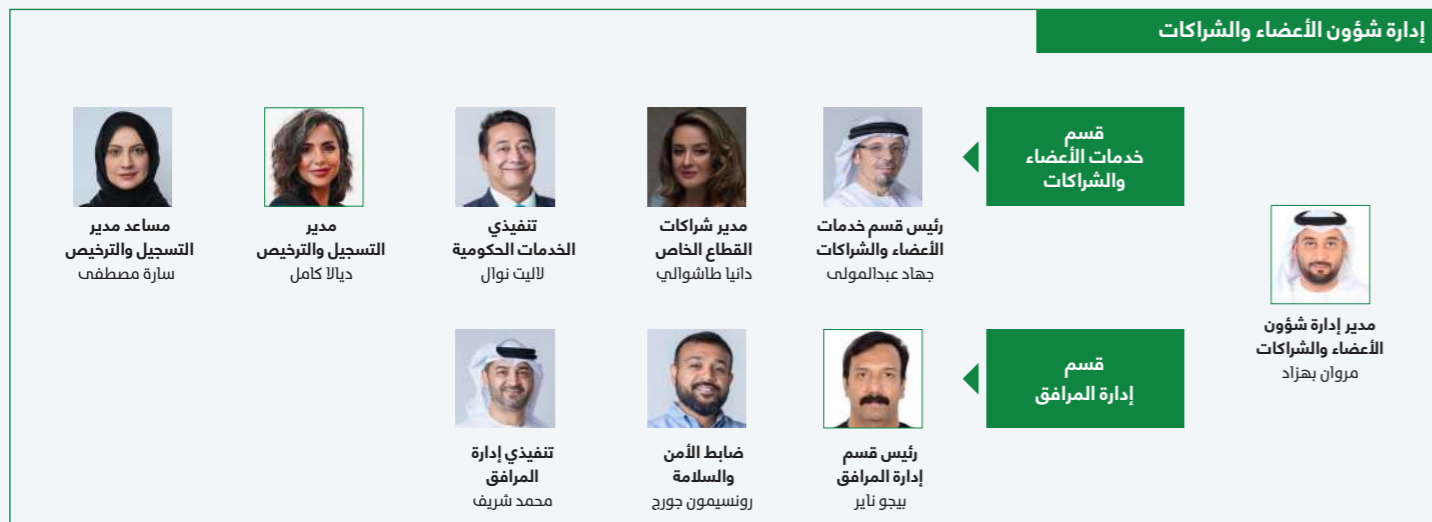 إدارة شؤون الأعضاء والشراكات
مدير إدارة شؤون
الأعضاء والشراكات
مروان بهزاد
قسم
خدمات الأعضاء
والشراكات
رئيس قسم خدمات
الأعضاء والشراكات
جهاد عبدالمولى
مدير شراكات
القطاع الخاص
دانيا طاشوالي
تنفيذي
الخدمات الحكومية
لاليت نوال
مدير
التسجيل والترخيص
ديالا كامل
مساعد مدير
التسجيل والترخيص
سارة مصطفى
قسم
إدارة المرافق
رئيس قسم
إدارة المرافق
بيجو ناير
ضابط الأمن
والسلامة
رونسيمون جورج
تنفيذي إدارة
المرافق
محمد شريف